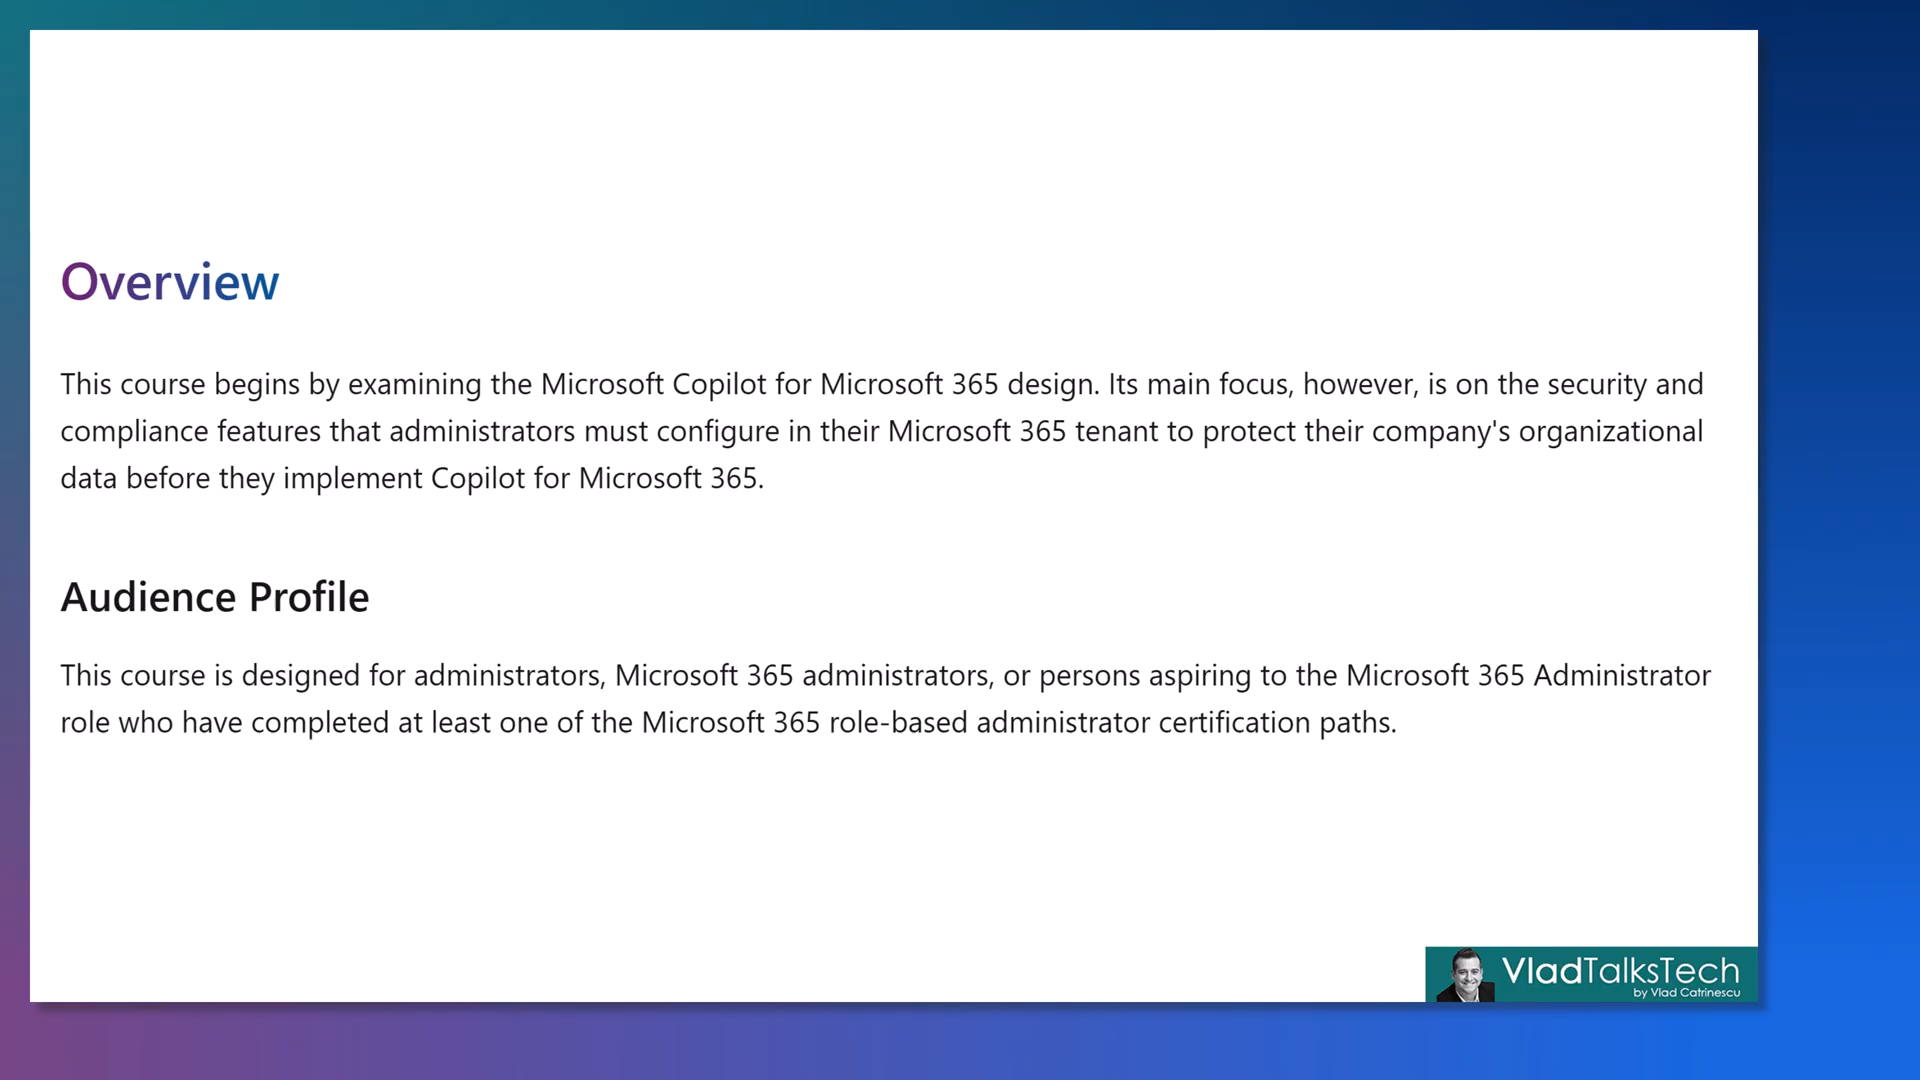 Overview
This course begins by examining the Microsoft Copilot for Microsoft 365 design. Its main focus, however, is on the security and
compliance features that administrators must configure in their Microsoft 365 tenant to protect their company's organizational
data before they implement Copilot for Microsoft 365.
Audience Profile
This course is designed for administrators, Microsoft 365 administrators, or persons aspiring to the Microsoft 365 Administrator
role who have completed at least one of the Microsoft 365 role-based administrator certification paths.
VladTalksTech
by Vlad Catrinescu